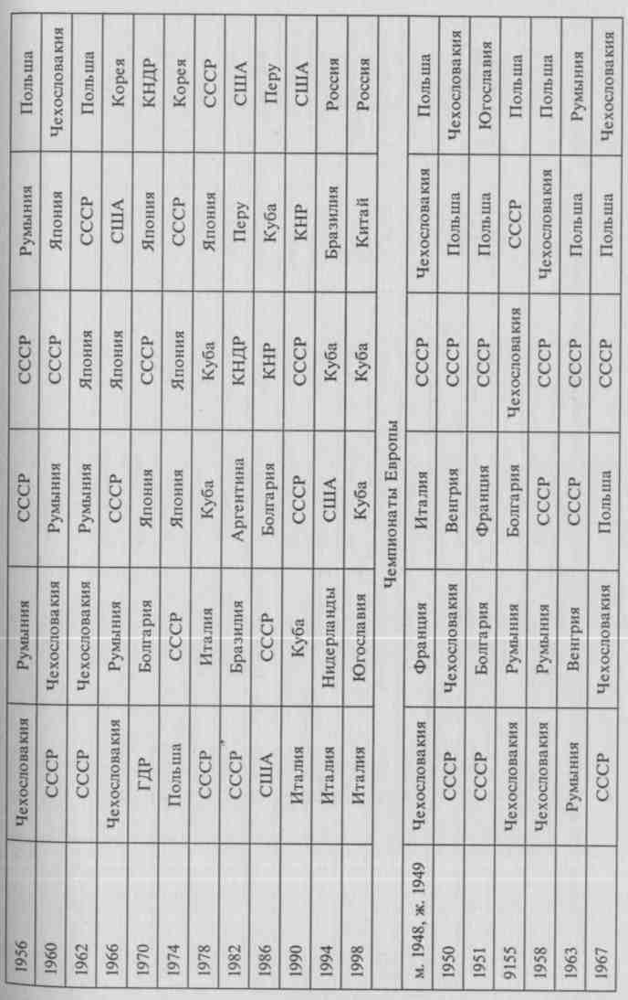 1956 Чехословакия Румыния СССР СССР Румыния Польша
1960 СССР Чехословакия Румыния СССР Япония Чехословакия
1962 СССР Чехословакия Румыния Япония СССР Польша
1966 Чехословакия Румыния СССР Япония США Корея
1970 ГДР Болгария Япония СССР Япония КНДР
1974 Польша СССР Япония Япония СССР Корея
1978 СССР Италия Куба Куба Япония СССР
1982 СССР Бразилия Аргентина КНДР Перу США
1986 США СССР Болгария КНР Куба Перу
1990 Италия Куба СССР СССР КНР США
1994 Италия Нидерланды США Куба Бразилия Россия
1998 Италия Югославия Куба Куба Китай Россия
Чемпионаты Европы
м. 1948, ж. 1949 Чехословакия Франция Италия СССР Чехословакия Польша
1950 СССР Чехословакия Венгрия СССР Польша Чехословакия
1951 СССР Болгария Франция СССР Польша Югославия
9155 Чехословакия Румыния Болгария Чехословакия СССР Польша
1958 Чехословакия Румыния СССР СССР Чехословакия Польша
1963 Румыния Венгрия СССР СССР Польша Румыния
1967 СССР Чехословакия Польша СССР Польша Чехословакия